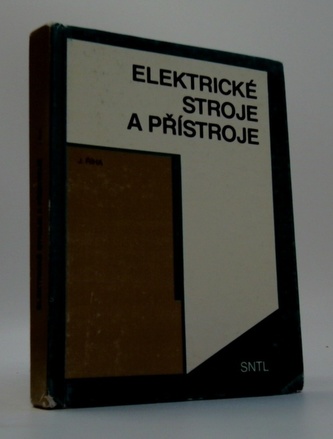 ELEKTRICKÉ
STROJE
A PŘÍSTROJE
SNTL